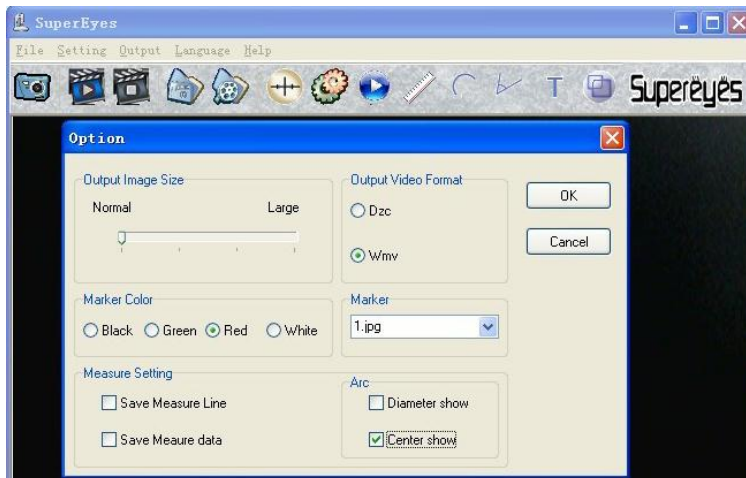 SuperEyes
File Setting Output Language Help
T Supereyës
Option
Output Image Size
Normal Large
Output Video Format
Dzc
Wmv
OK
Cancel
Marker Color
Black Green Red White
Marker
1.jpg
Measure Setting
Save Measure Line
Save Meaure data
Arc
Diameter show
Center show